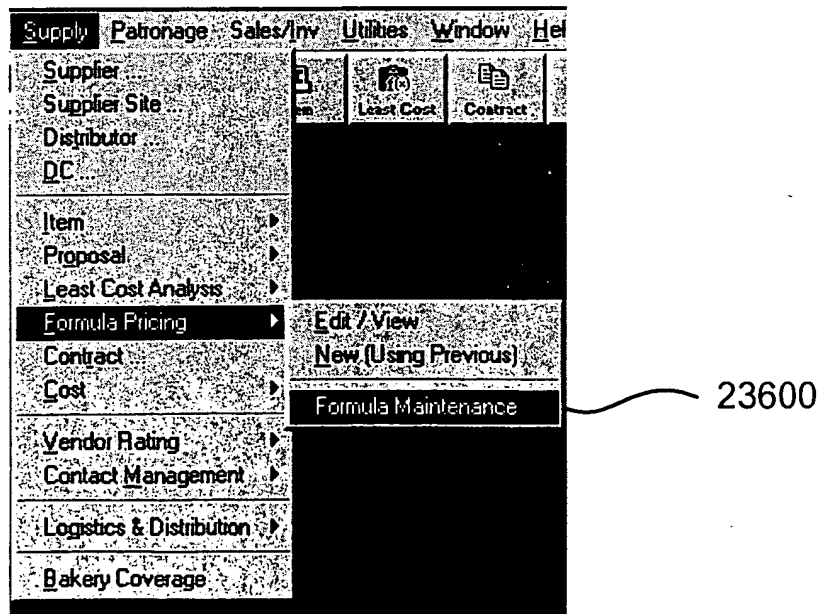 Supply Patronage Sales/Inv Utilities Window Hel
Supplier ...
Supplier Site ...
Distributor ...
DC ...
em
Least Cost
Contract
Item
Proposal
Least Cost Analysis
Formula Pricing
Contract
Cost
Vendor Rating
Contact Management
Logistics & Distribution
Bakery Coverage
Edit / View
New (Using Previous)
Formula Maintenance
23600